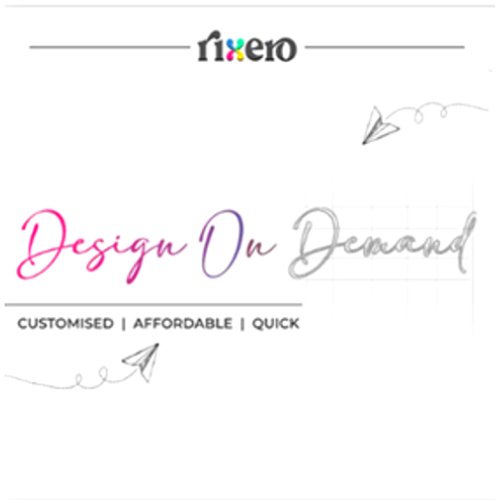 rixero
Design On Demand
CUSTOMISED | AFFORDABLE | QUICK